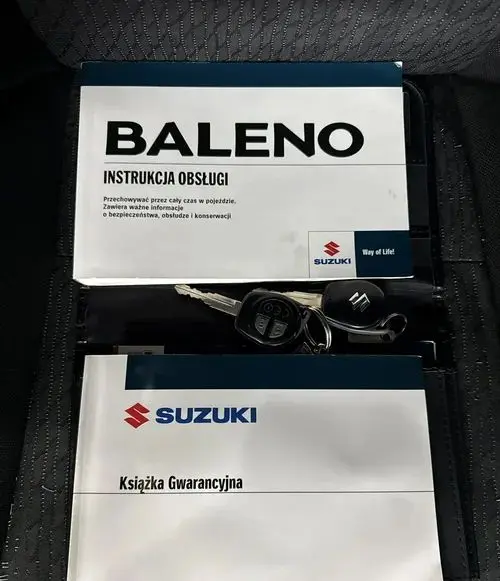 BALENO
INSTRUKCJA OBSŁUGI
Przechowywać przez cały czas w pojeździe.
Zawiera ważne informacje
o bezpieczeństwa, obsłudze i konserwacji
SUZUKI
Way of Life!
SUZUKI
Książka Gwarancyjna